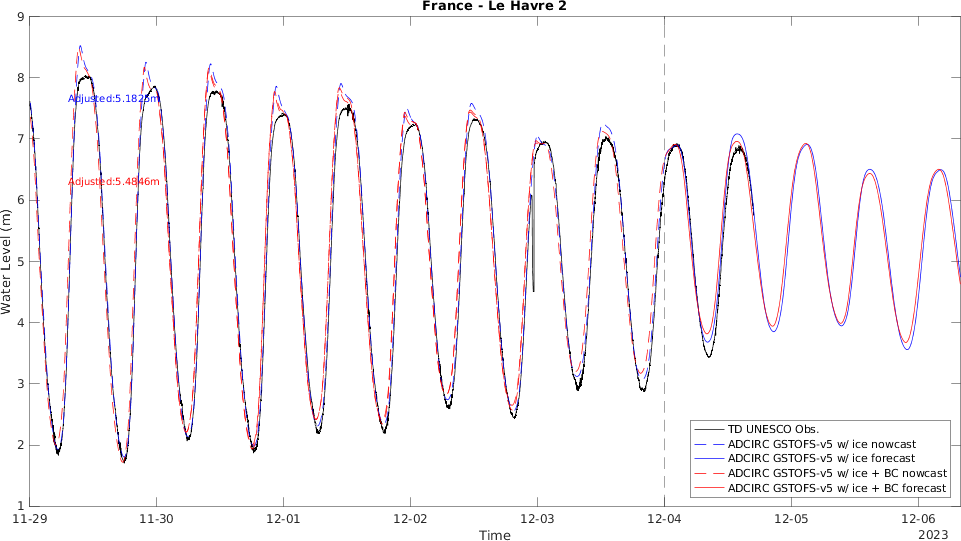 France - Le Havre 2
9
8
7
6
5
4
3
2
1
Water Level (m)
Adjusted:5.1825m
Adjusted:5.4846m
TD UNESCO Obs.
ADCIRC GSTOFS-v5 w/ ice nowcast
ADCIRC GSTOFS-v5 w/ ice forecast
ADCIRC GSTOFS-v5 w/ ice + BC nowcast
ADCIRC GSTOFS-v5 w/ ice + BC forecast
11-29 11-30 12-01 12-02 12-03 12-04 12-05 12-06
Time
2023